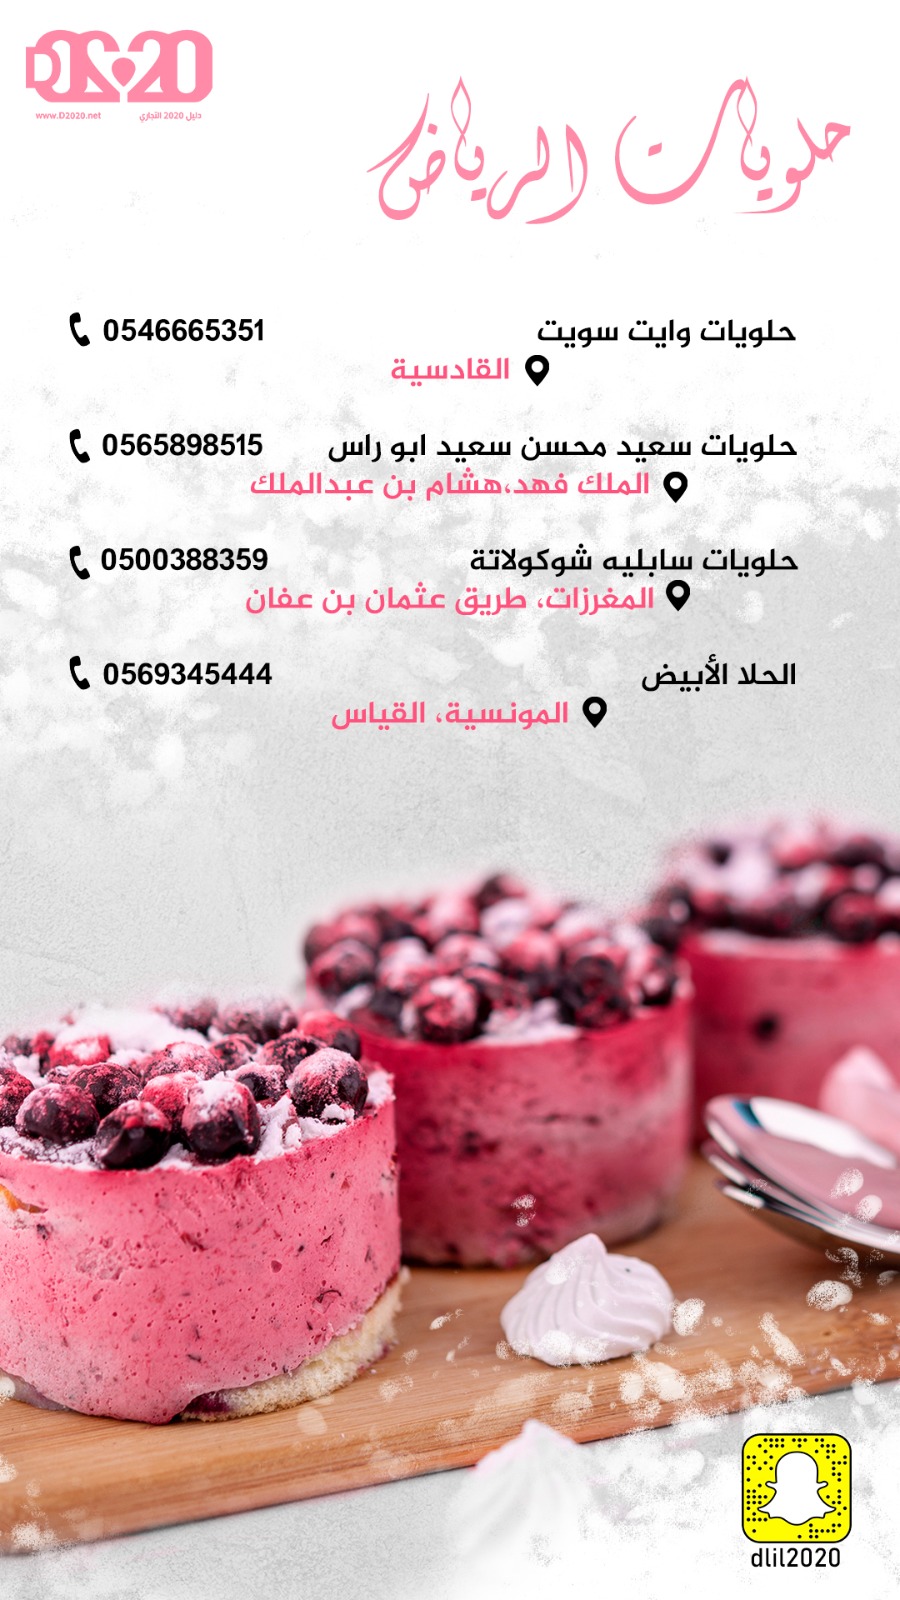 D2020
www.D2020.net دليل 2020 التجاري
حلويات الرياض
حلويات وايت سويت 0546665351
القادسية
حلويات سعيد محسن سعيد ابو راس 0565898515
الملك فهد،هشام بن عبدالملك
حلويات سابليه شوكولاتة 0500388359
المغرزات، طريق عثمان بن عفان
الحلا الأبيض 0569345444
المونسية، القياس
dlil2020